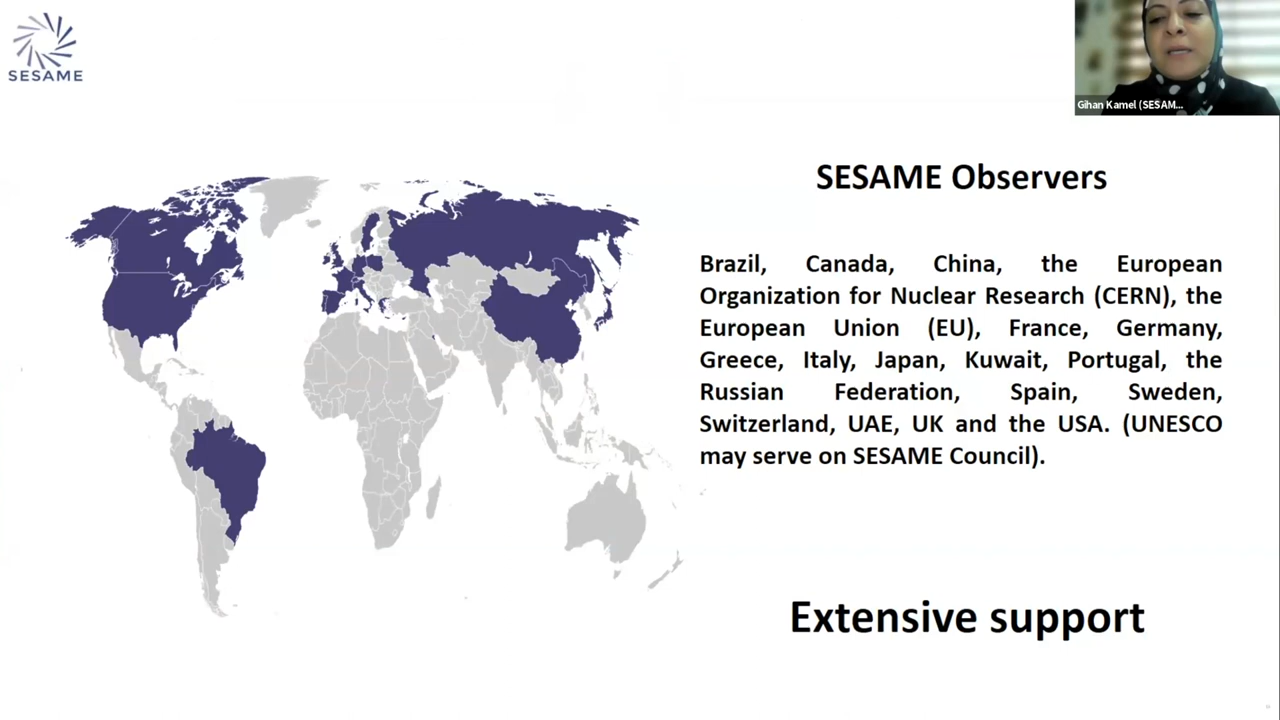 SESAME
Gihan Kamel (SESAM...
SESAME Observers
Brazil, Canada, China, the European
Organization for Nuclear Research (CERN), the
European Union (EU), France, Germany,
Greece, Italy, Japan, Kuwait, Portugal, the
Russian Federation, Spain, Sweden,
Switzerland, UAE, UK and the USA. (UNESCO
may serve on SESAME Council).
Extensive support